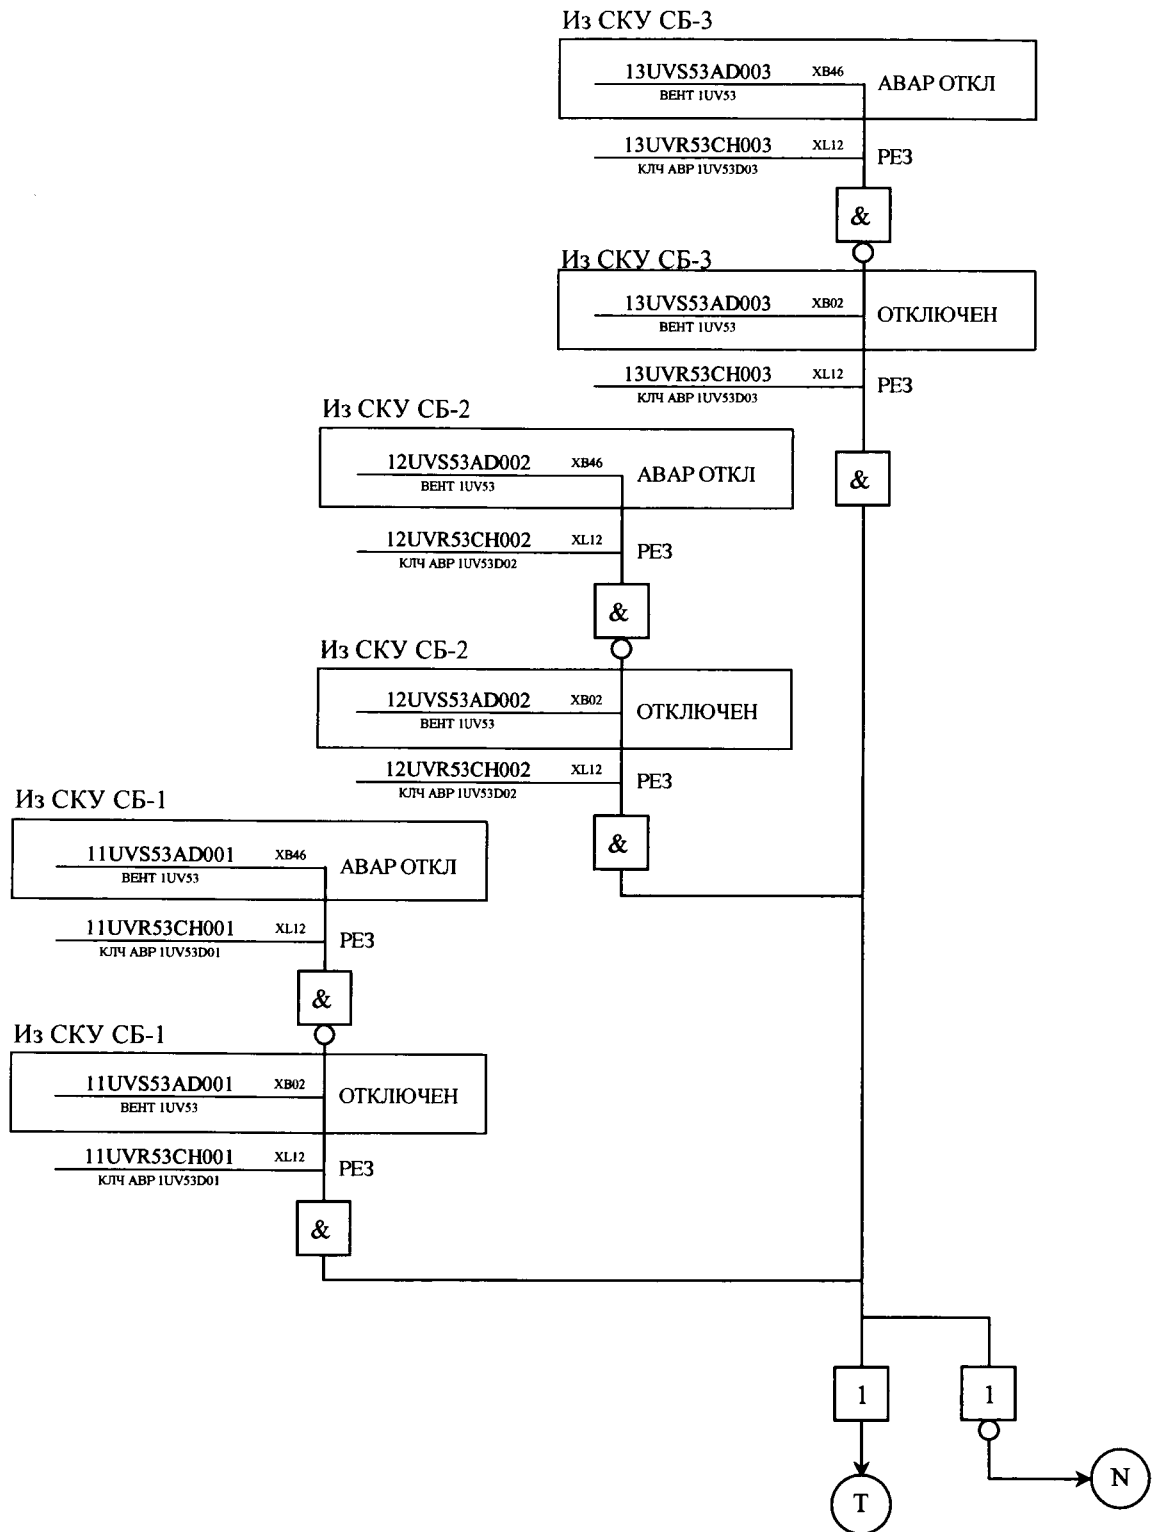 Из СКУ СБ-3
13UVS53AD003 XB46 АВАР ОТКЛ
ВЕНТ 1UV53
13UVR53CH003 XL12 РЕЗ
КЛЧ АВР 1UV53D03
&
Из СКУ СБ-3
13UVS53AD003 XB02 ОТКЛЮЧЕН
ВЕНТ 1UV53
13UVR53CH003 XL12 РЕЗ
КЛЧ АВР 1UV53D03
&
Из СКУ СБ-2
12UVS53AD002 XB46 АВАР ОТКЛ
ВЕНТ 1UV53
12UVR53CH002 XL12 РЕЗ
КЛЧ АВР 1UV53D02
&
Из СКУ СБ-2
12UVS53AD002 XB02 ОТКЛЮЧЕН
ВЕНТ 1UV53
12UVR53CH002 XL12 РЕЗ
КЛЧ АВР 1UV53D02
&
Из СКУ СБ-1
11UVS53AD001 XB46 АВАР ОТКЛ
ВЕНТ 1UV53
11UVR53CH001 XL12 РЕЗ
КЛЧ АВР 1UV53D01
&
Из СКУ СБ-1
11UVS53AD001 XB02 ОТКЛЮЧЕН
ВЕНТ 1UV53
11UVR53CH001 XL12 РЕЗ
КЛЧ АВР 1UV53D01
&
1 1
T N